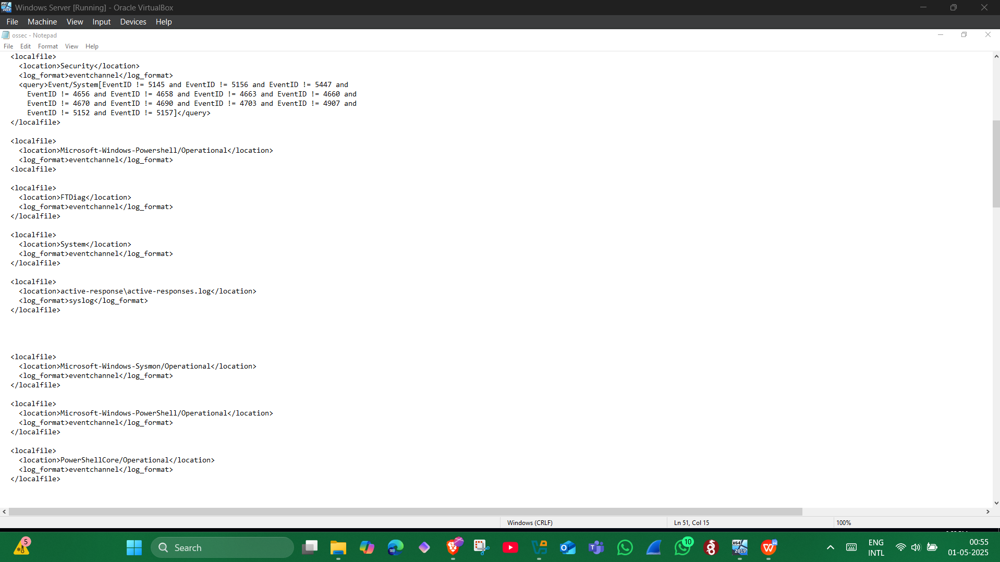 Windows Server [Running] - Oracle VirtualBox
File Machine View Input Devices Help
ossec - Notepad
File Edit Format View Help
<localfile>
<location>Security</location>
<log_format>eventchannel</log_format>
<query>Event/System[EventID != 5145 and EventID != 5156 and EventID != 5447 and
EventID != 4656 and EventID != 4658 and EventID != 4663 and EventID != 4660 and
EventID != 4670 and EventID != 4690 and EventID != 4703 and EventID != 4907 and
EventID != 5152 and EventID != 5157]</query>
</localfile>
<localfile>
<location>Microsoft-Windows-Powershell/Operational</location>
<log_format>eventchannel</log_format>
<localfile>
<localfile>
<location>FTDiag</location>
<log_format>eventchannel</log_format>
</localfile>
<localfile>
<location>System</location>
<log_format>eventchannel</log_format>
</localfile>
<localfile>
<location>active-response\active-responses.log</location>
<log_format>syslog</log_format>
</localfile>
<localfile>
<location>Microsoft-Windows-Sysmon/Operational</location>
<log_format>eventchannel</log_format>
</localfile>
<localfile>
<location>Microsoft-Windows-PowerShell/Operational</location>
<log_format>eventchannel</log_format>
</localfile>
<localfile>
<location>PowerShellCore/Operational</location>
<log_format>eventchannel</log_format>
</localfile>
Windows (CRLF) Ln 51, Col 15 100%
5
Search
10
x64
2019
ENG
INTL
00:55
01-05-2025